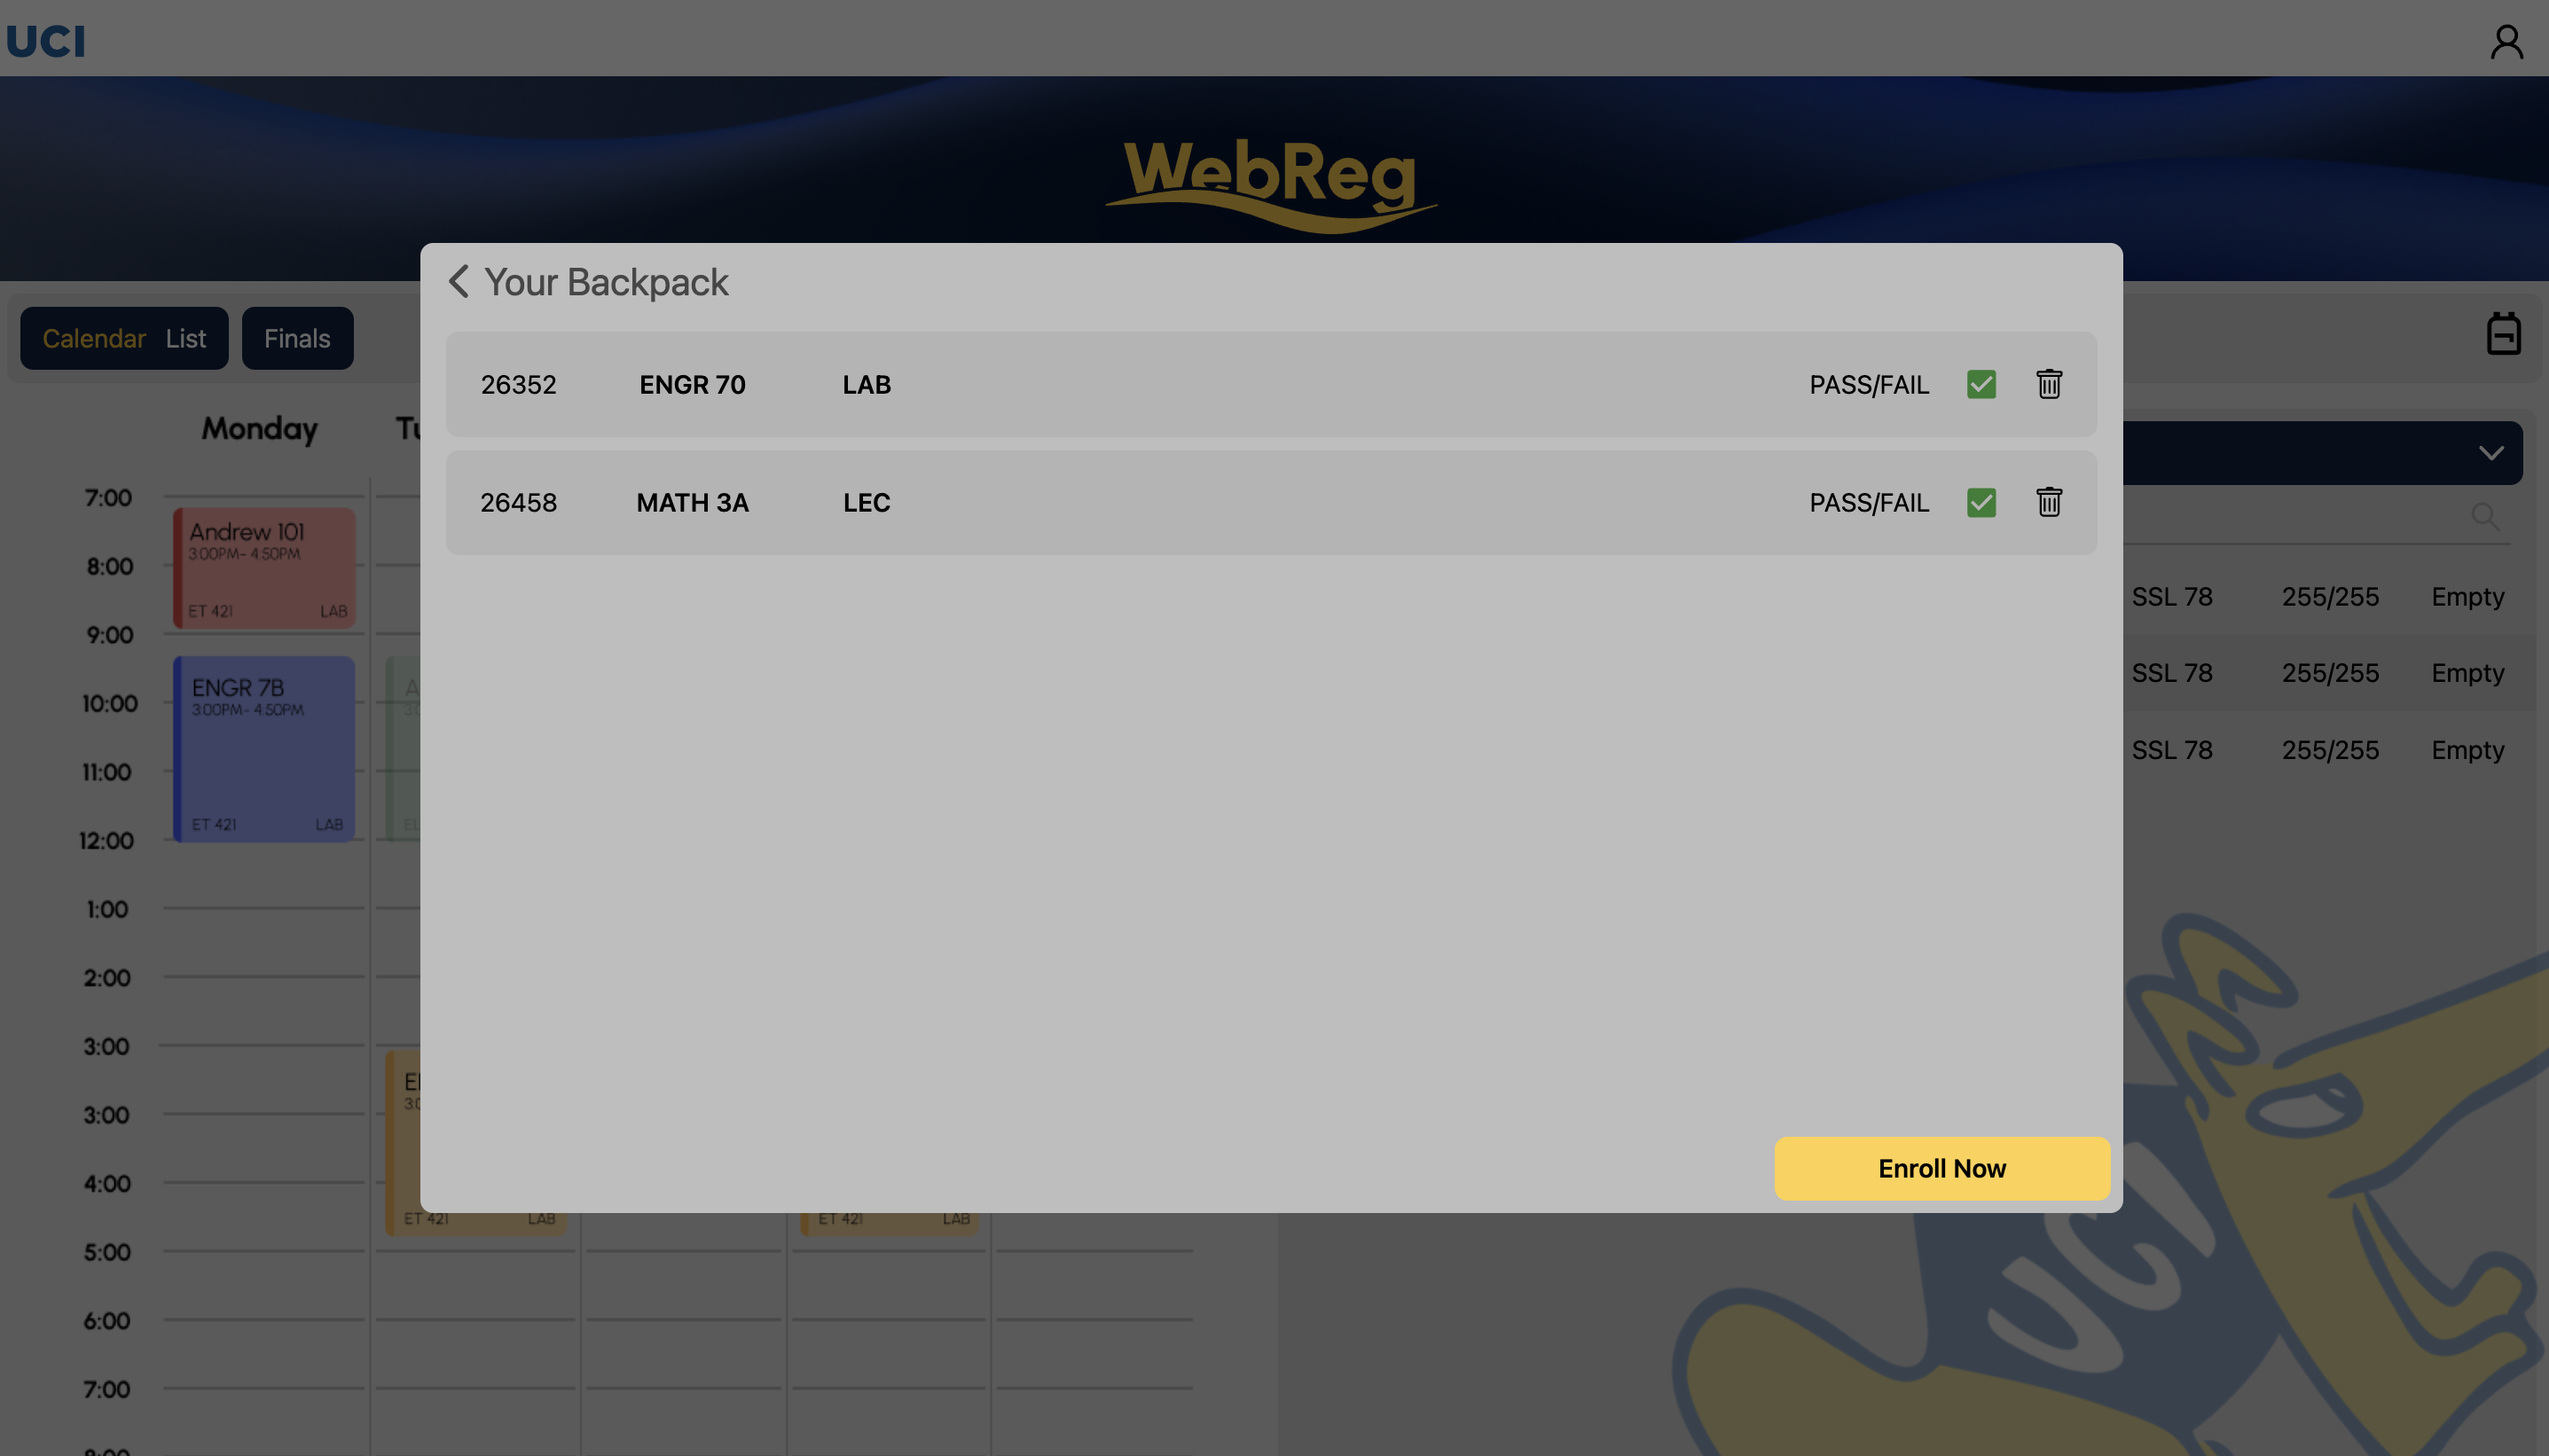 UCI
WebReg
Your Backpack
Calendar List Finals
26352 ENGR 70 LAB PASS/FAIL
Monday
26458 MATH 3A LEC PASS/FAIL
7:00
Andrew 101
3:00PM- 4:50PM
8:00
ET 421 LAB
SSL 78 255/255 Empty
9:00
ENGR 7B
3:00PM- 4:50PM
SSL 78 255/255 Empty
10:00
SSL 78 255/255 Empty
11:00
ET 421 LAB
12:00
1:00
2:00
3:00
3:00
Enroll Now
4:00
ET 421 LAB ET 421 LAB
5:00
UCI
6:00
7:00